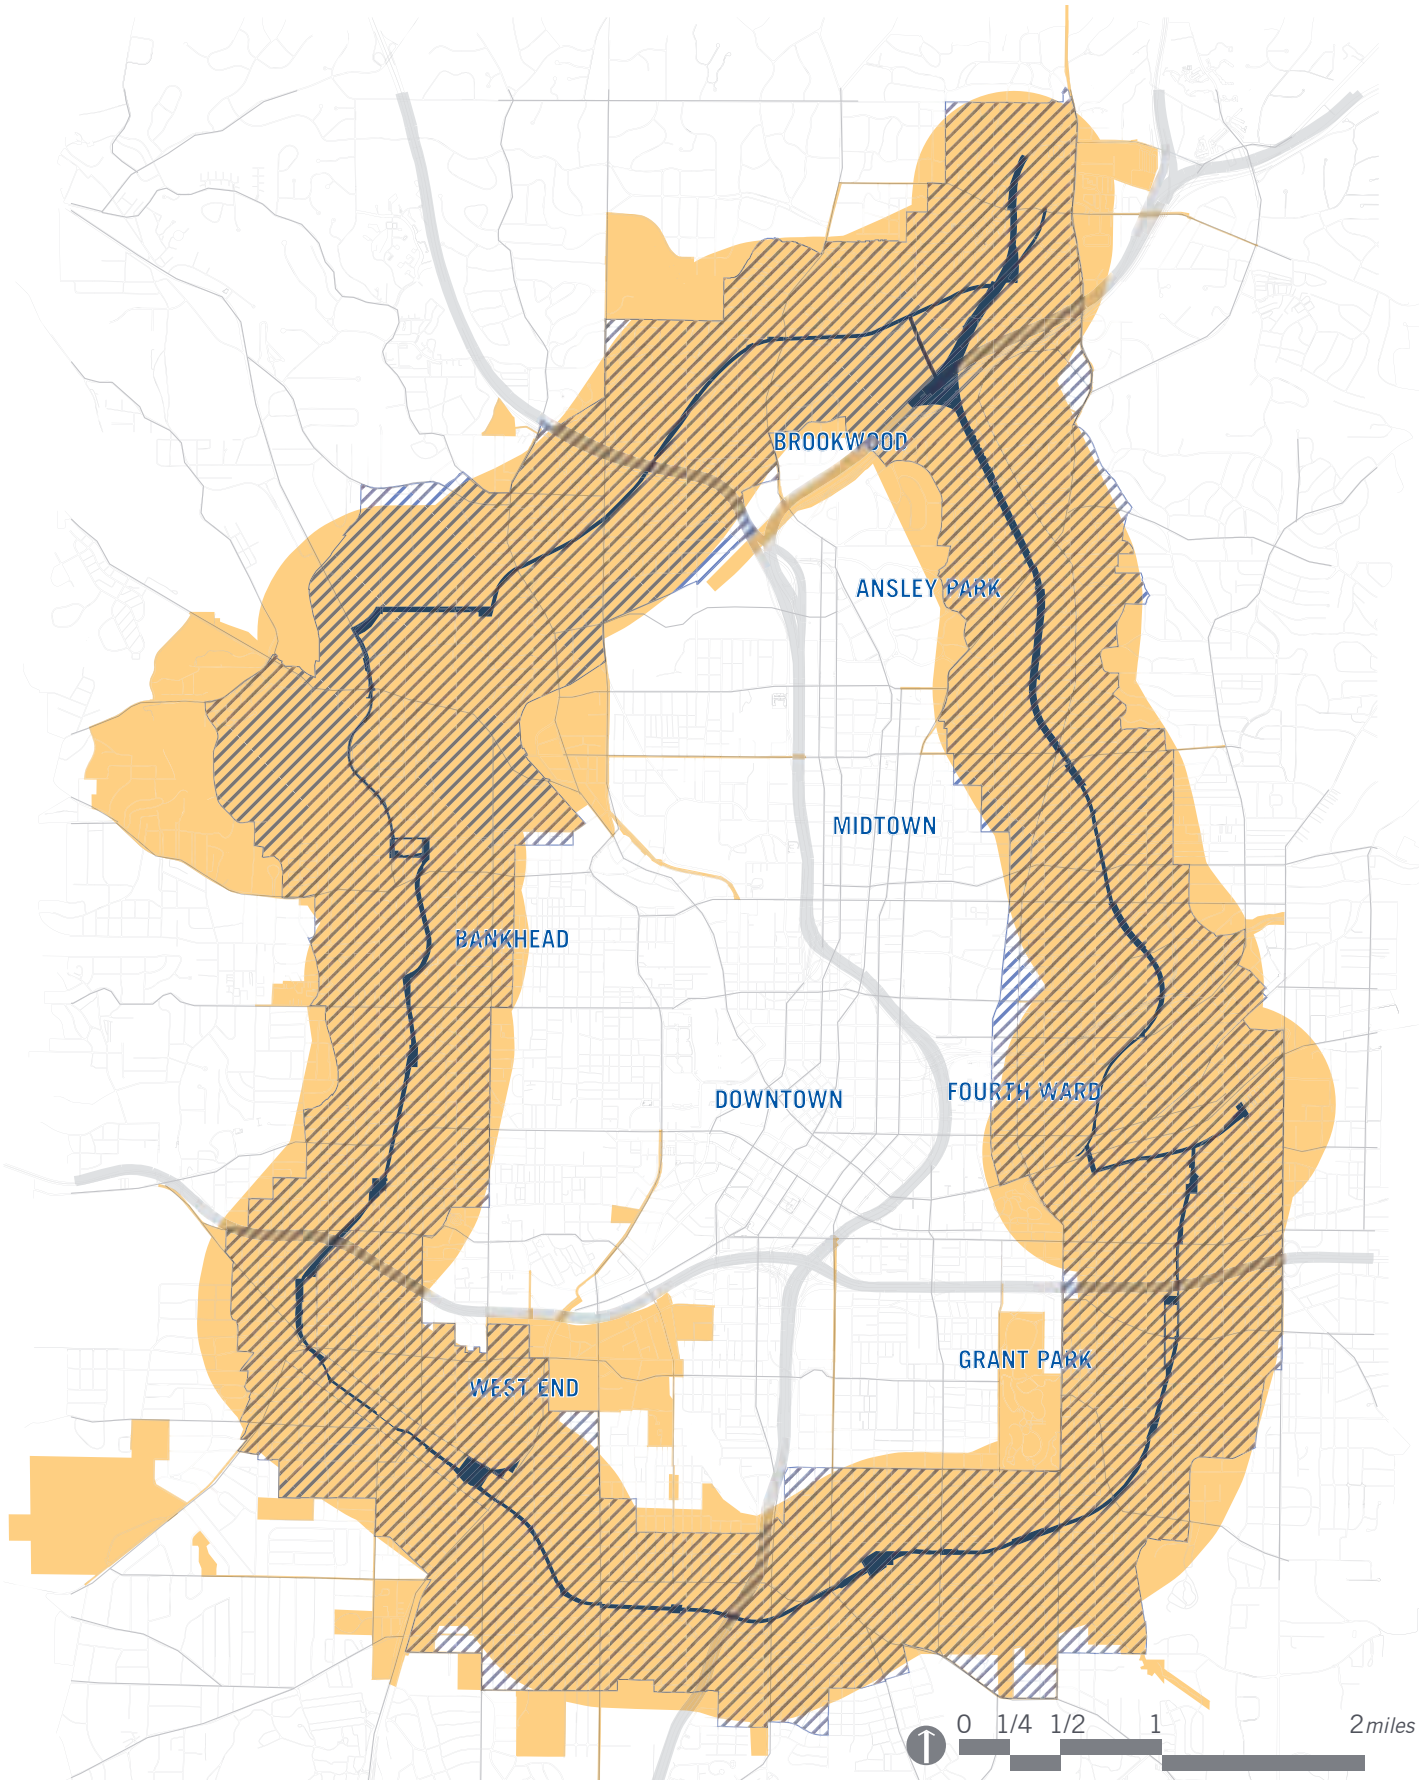 BROOKWOOD
ANSLEY PARK
MIDTOWN
BANKHEAD
DOWNTOWN
FOURTH WARD
GRANT PARK
WEST END
0 1/4 1/2 1 2 miles